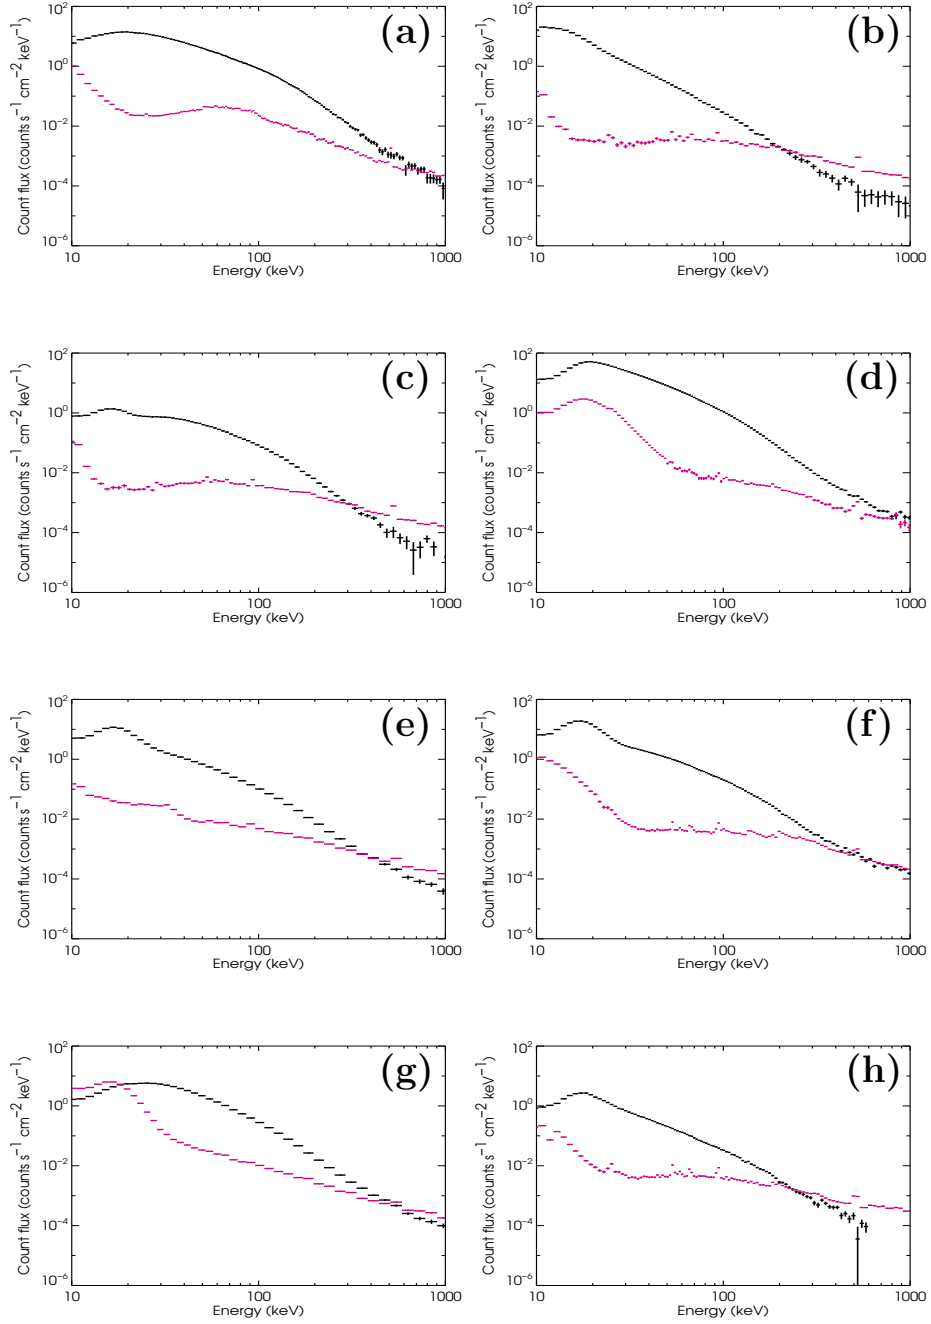 (a)
10² 10⁰ 10⁻² 10⁻⁴ 10⁻⁶
Count flux (counts s⁻¹ cm⁻² keV⁻¹)
10 100 1000
Energy (keV)
(b)
10² 10⁰ 10⁻² 10⁻⁴ 10⁻⁶
Count flux (counts s⁻¹ cm⁻² keV⁻¹)
10 100 1000
Energy (keV)
(c)
10² 10⁰ 10⁻² 10⁻⁴ 10⁻⁶
Count flux (counts s⁻¹ cm⁻² keV⁻¹)
10 100 1000
Energy (keV)
(d)
10² 10⁰ 10⁻² 10⁻⁴ 10⁻⁶
Count flux (counts s⁻¹ cm⁻² keV⁻¹)
10 100 1000
Energy (keV)
(e)
10² 10⁰ 10⁻² 10⁻⁴ 10⁻⁶
Count flux (counts s⁻¹ cm⁻² keV⁻¹)
10 100 1000
Energy (keV)
(f)
10² 10⁰ 10⁻² 10⁻⁴ 10⁻⁶
Count flux (counts s⁻¹ cm⁻² keV⁻¹)
10 100 1000
Energy (keV)
(g)
10² 10⁰ 10⁻² 10⁻⁴ 10⁻⁶
Count flux (counts s⁻¹ cm⁻² keV⁻¹)
10 100 1000
Energy (keV)
(h)
10² 10⁰ 10⁻² 10⁻⁴ 10⁻⁶
Count flux (counts s⁻¹ cm⁻² keV⁻¹)
10 100 1000
Energy (keV)